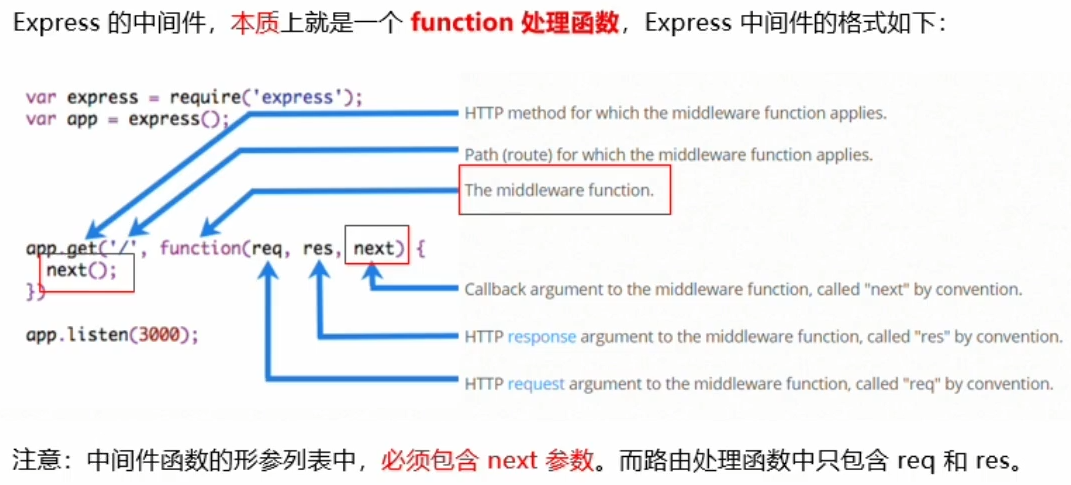 Express 的中间件，本质上就是一个 function 处理函数，Express 中间件的格式如下：
var express = require('express');
var app = express();
HTTP method for which the middleware function applies.
Path (route) for which the middleware function applies.
The middleware function.
app.get('/', function(req, res, next) {
next();
})
Callback argument to the middleware function, called "next" by convention.
app.listen(3000);
HTTP response argument to the middleware function, called "res" by convention.
HTTP request argument to the middleware function, called "req" by convention.
注意：中间件函数的形参列表中，必须包含 next 参数。而路由处理函数中只包含 req 和 res。